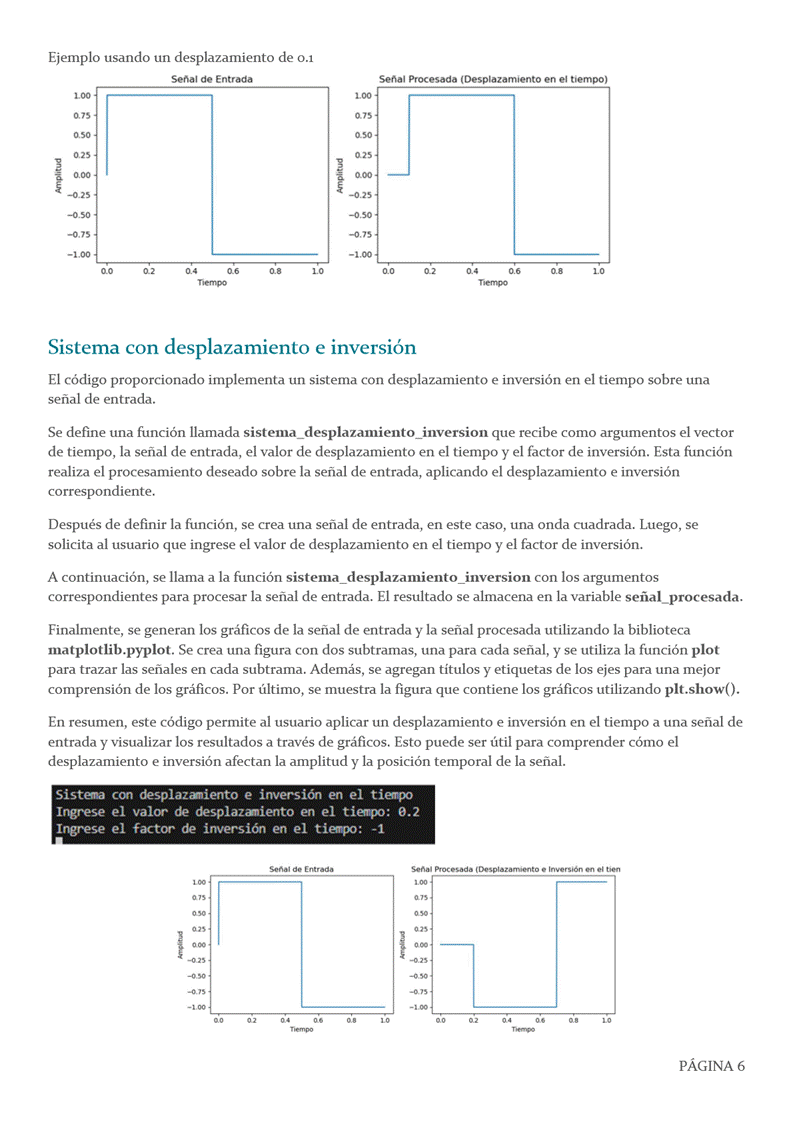 Ejemplo usando un desplazamiento de 0.1
Señal de Entrada
Amplitud
1.00
0.75
0.50
0.25
0.00
−0.25
−0.50
−0.75
−1.00
0.0 0.2 0.4 0.6 0.8 1.0
Tiempo
Señal Procesada (Desplazamiento en el tiempo)
Amplitud
1.00
0.75
0.50
0.25
0.00
−0.25
−0.50
−0.75
−1.00
0.0 0.2 0.4 0.6 0.8 1.0
Tiempo
Sistema con desplazamiento e inversión
El código proporcionado implementa un sistema con desplazamiento e inversión en el tiempo sobre una
señal de entrada.
Se define una función llamada sistema_desplazamiento_inversion que recibe como argumentos el vector
de tiempo, la señal de entrada, el valor de desplazamiento en el tiempo y el factor de inversión. Esta función
realiza el procesamiento deseado sobre la señal de entrada, aplicando el desplazamiento e inversión
correspondiente.
Después de definir la función, se crea una señal de entrada, en este caso, una onda cuadrada. Luego, se
solicita al usuario que ingrese el valor de desplazamiento en el tiempo y el factor de inversión.
A continuación, se llama a la función sistema_desplazamiento_inversion con los argumentos
correspondientes para procesar la señal de entrada. El resultado se almacena en la variable señal_procesada.
Finalmente, se generan los gráficos de la señal de entrada y la señal procesada utilizando la biblioteca
matplotlib.pyplot. Se crea una figura con dos subtramas, una para cada señal, y se utiliza la función plot
para trazar las señales en cada subtrama. Además, se agregan títulos y etiquetas de los ejes para una mejor
comprensión de los gráficos. Por último, se muestra la figura que contiene los gráficos utilizando plt.show().
En resumen, este código permite al usuario aplicar un desplazamiento e inversión en el tiempo a una señal de
entrada y visualizar los resultados a través de gráficos. Esto puede ser útil para comprender cómo el
desplazamiento e inversión afectan la amplitud y la posición temporal de la señal.
Sistema con desplazamiento e inversión en el tiempo
Ingrese el valor de desplazamiento en el tiempo: 0.2
Ingrese el factor de inversión en el tiempo: -1
Señal de Entrada
Amplitud
1.00
0.75
0.50
0.25
0.00
−0.25
−0.50
−0.75
−1.00
0.0 0.2 0.4 0.6 0.8 1.0
Tiempo
Señal Procesada (Desplazamiento e Inversión en el tien
Amplitud
1.00
0.75
0.50
0.25
0.00
−0.25
−0.50
−0.75
−1.00
0.0 0.2 0.4 0.6 0.8 1.0
Tiempo
PÁGINA 6